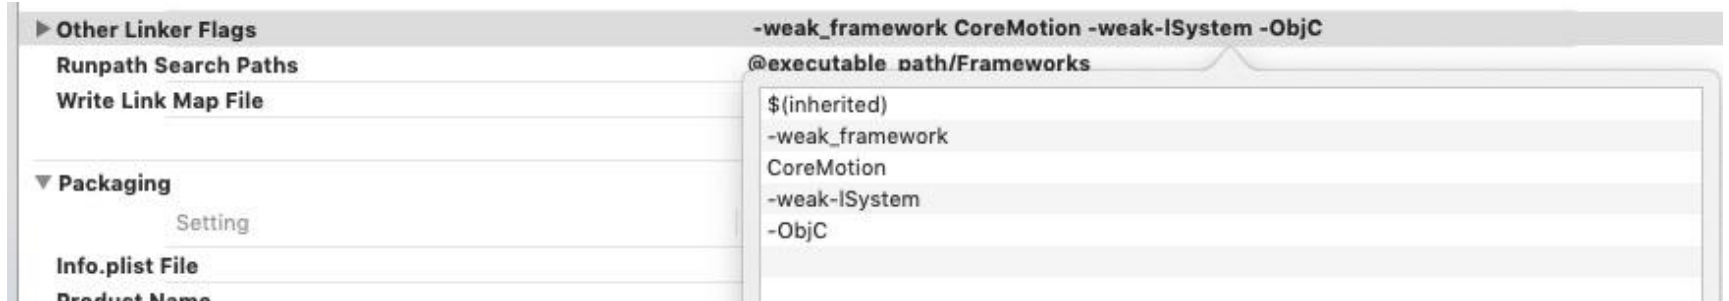 Other Linker Flags
-weak_framework CoreMotion -weak-lSystem -ObjC
Runpath Search Paths
@executable_path/Frameworks
Write Link Map File
$(inherited)
-weak_framework
CoreMotion
-weak-lSystem
-ObjC
Packaging
Setting
Info.plist File
Product Name